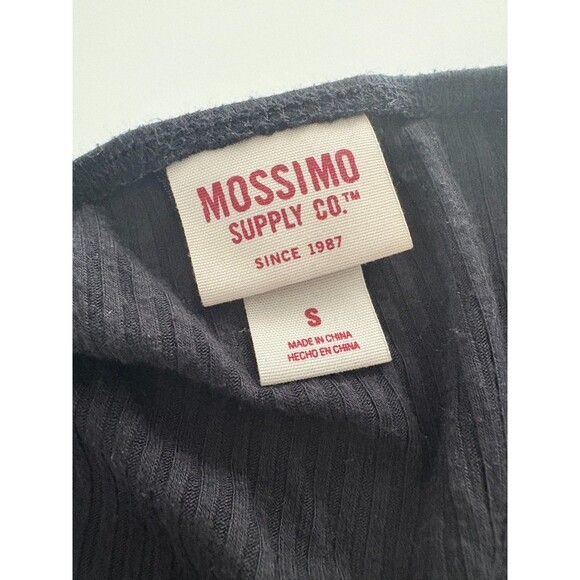 MOSSIMO
SUPPLY CO.™
SINCE 1987
S
MADE IN CHINA
HECHO EN CHINA